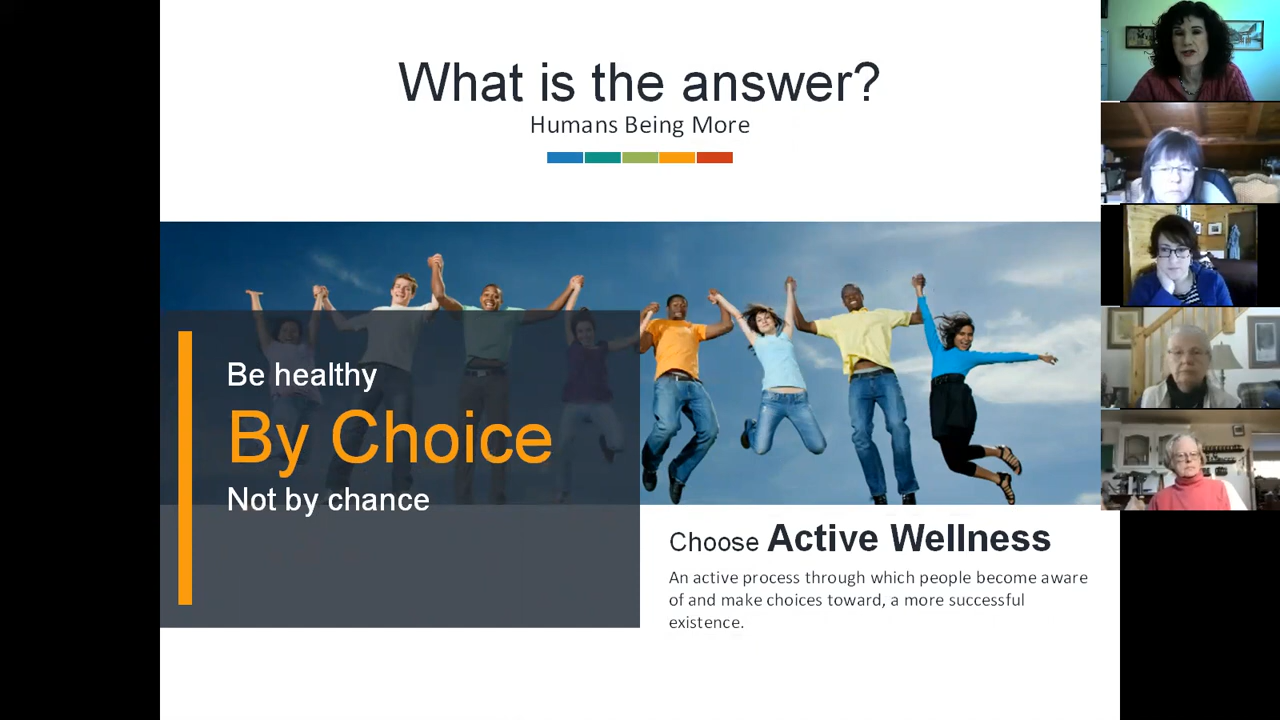 What is the answer?
Humans Being More
Be healthy
By Choice
Not by chance
Choose Active Wellness
An active process through which people become aware
of and make choices toward, a more successful
existence.